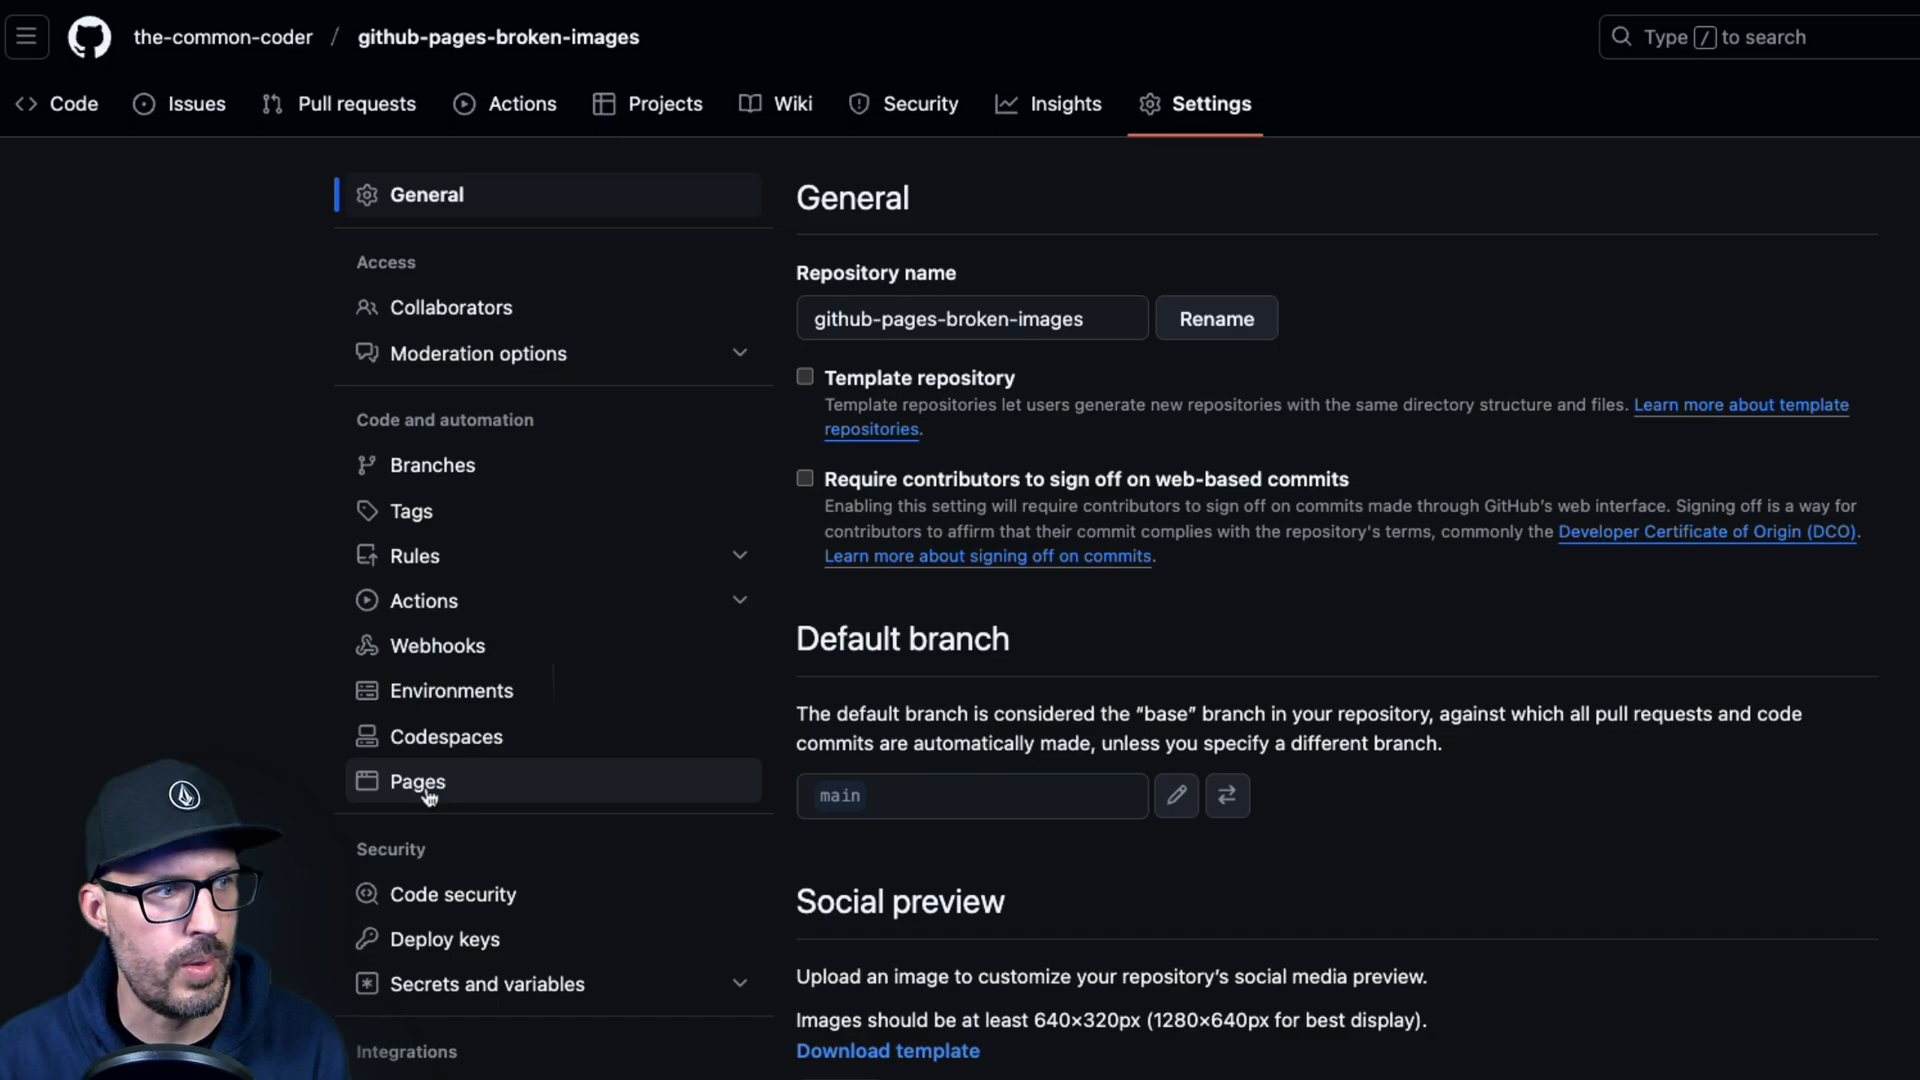 the-common-coder / github-pages-broken-images
Type / to search
Code Issues Pull requests Actions Projects Wiki Security Insights Settings
General
Access
Collaborators
Moderation options
Code and automation
Branches
Tags
Rules
Actions
Webhooks
Environments
Codespaces
Pages
Security
Code security
Deploy keys
Secrets and variables
Integrations
General
Repository name
github-pages-broken-images Rename
Template repository
Template repositories let users generate new repositories with the same directory structure and files. Learn more about template
repositories.
Require contributors to sign off on web-based commits
Enabling this setting will require contributors to sign off on commits made through GitHub’s web interface. Signing off is a way for
contributors to affirm that their commit complies with the repository's terms, commonly the Developer Certificate of Origin (DCO).
Learn more about signing off on commits.
Default branch
The default branch is considered the “base” branch in your repository, against which all pull requests and code
commits are automatically made, unless you specify a different branch.
main
Social preview
Upload an image to customize your repository’s social media preview.
Images should be at least 640×320px (1280×640px for best display).
Download template